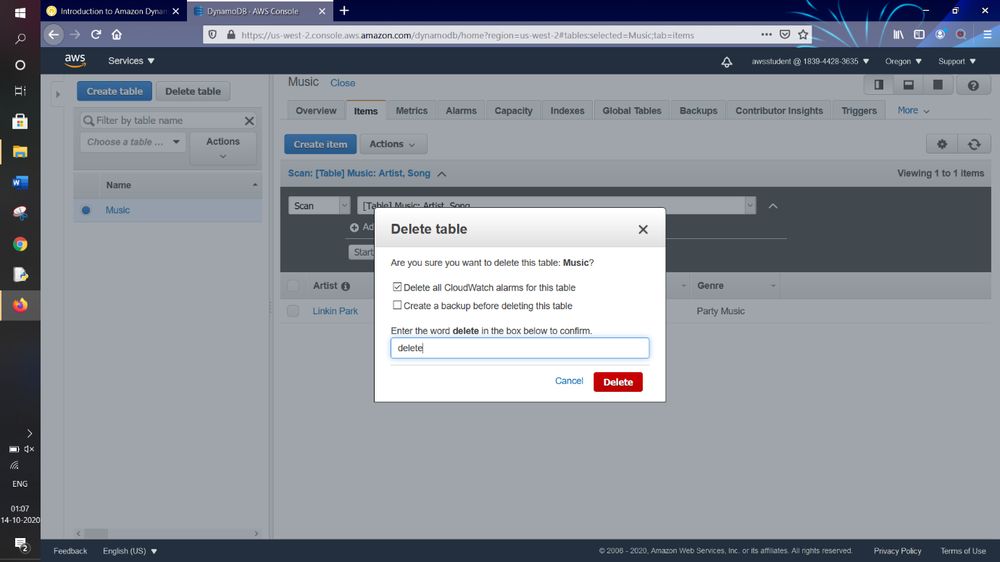 Introduction to Amazon Dynan
DynamoDB - AWS Console
https://us-west-2.console.aws.amazon.com/dynamodb/home?region=us-west-2#tables:selected=Music;tab=items
aws
Services
awsstudent @ 1839-4428-3635
Oregon
Support
Create table
Delete table
Music
Close
Overview
Items
Metrics
Alarms
Capacity
Indexes
Global Tables
Backups
Contributor Insights
Triggers
More
Filter by table name
Choose a table ...
Actions
Create item
Actions
Scan: [Table] Music: Artist, Song
Viewing 1 to 1 items
Name
Music
Scan
[Table] Music: Artist, Song
Ad
Start
Artist
Genre
Linkin Park
Party Music
Delete table
Are you sure you want to delete this table: Music?
Delete all CloudWatch alarms for this table
Create a backup before deleting this table
Enter the word delete in the box below to confirm.
delete
Cancel
Delete
W
ENG
01:07
14-10-2020
2
Feedback
English (US)
© 2008 - 2020, Amazon Web Services, Inc. or its affiliates. All rights reserved.
Privacy Policy
Terms of Use